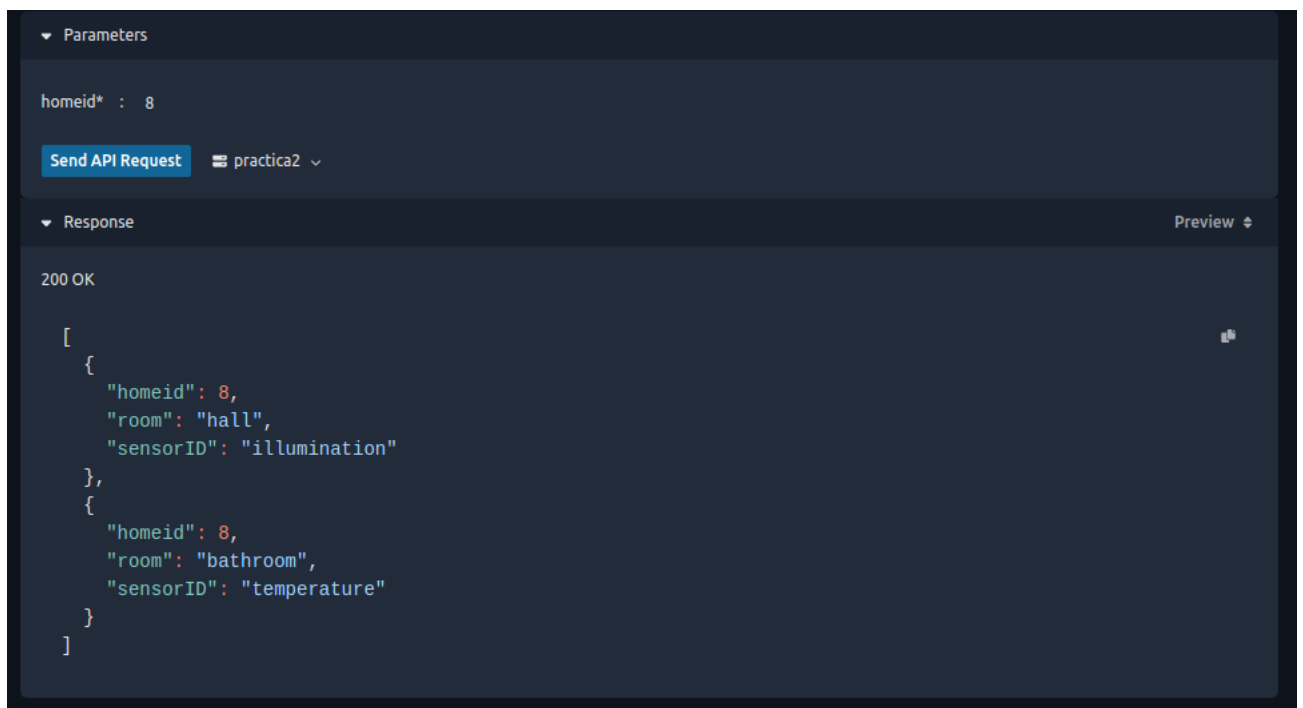 Parameters
homeid* : 8
Send API Request practica2
Response Preview
200 OK
[
{
"homeid": 8,
"room": "hall",
"sensorID": "illumination"
},
{
"homeid": 8,
"room": "bathroom",
"sensorID": "temperature"
}
]